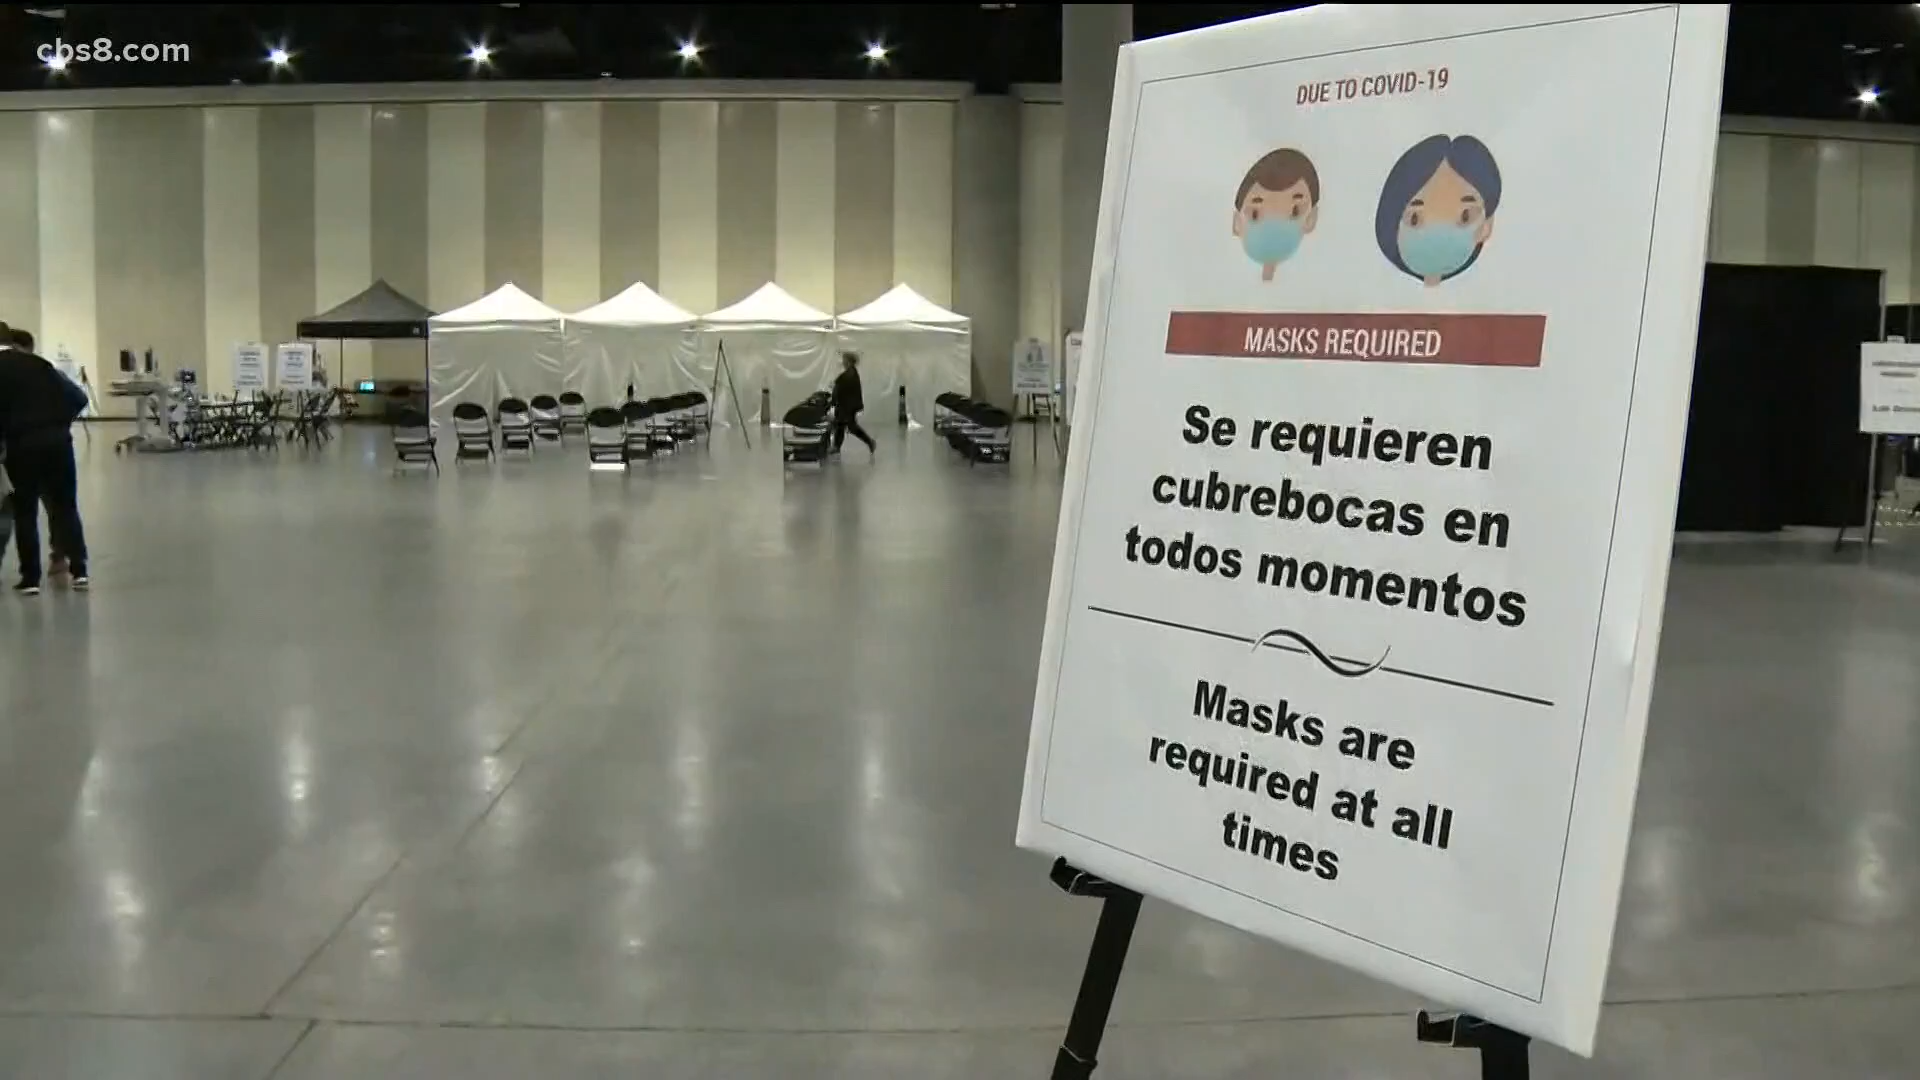 cbs8.com
DUE TO COVID-19
MASKS REQUIRED
Se requieren
cubrebocas en
todos momentos
Masks are
required at all
times